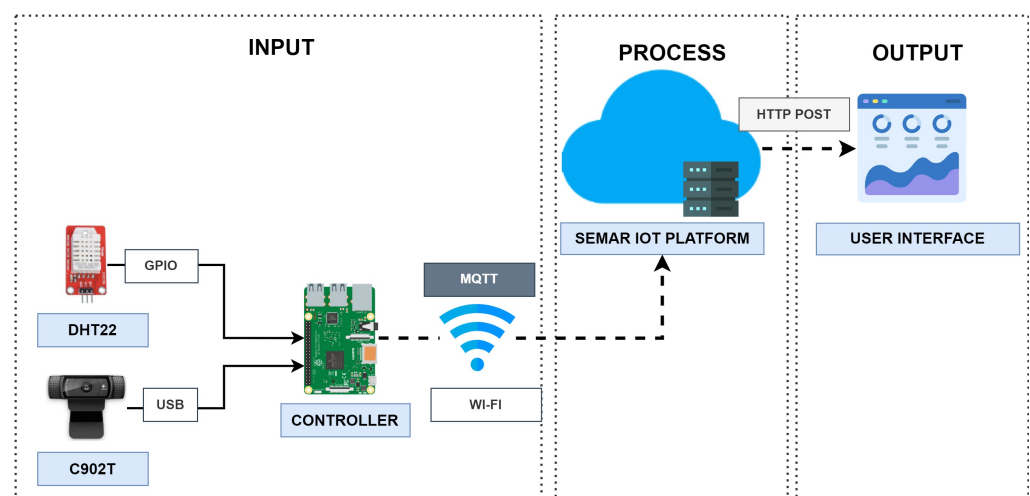 INPUT
PROCESS
OUTPUT
HTTP POST
SEMAR IOT PLATFORM
USER INTERFACE
GPIO
MQTT
DHT22
USB
CONTROLLER
WI-FI
C902T